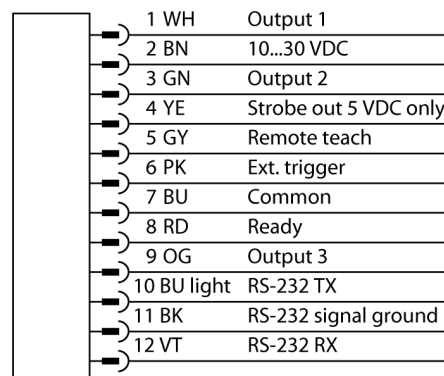 1 WH Output 1
2 BN 10...30 VDC
3 GN Output 2
4 YE Strobe out 5 VDC only
5 GY Remote teach
6 PK Ext. trigger
7 BU Common
8 RD Ready
9 OG Output 3
10 BU light RS-232 TX
11 BK RS-232 signal ground
12 VT RS-232 RX